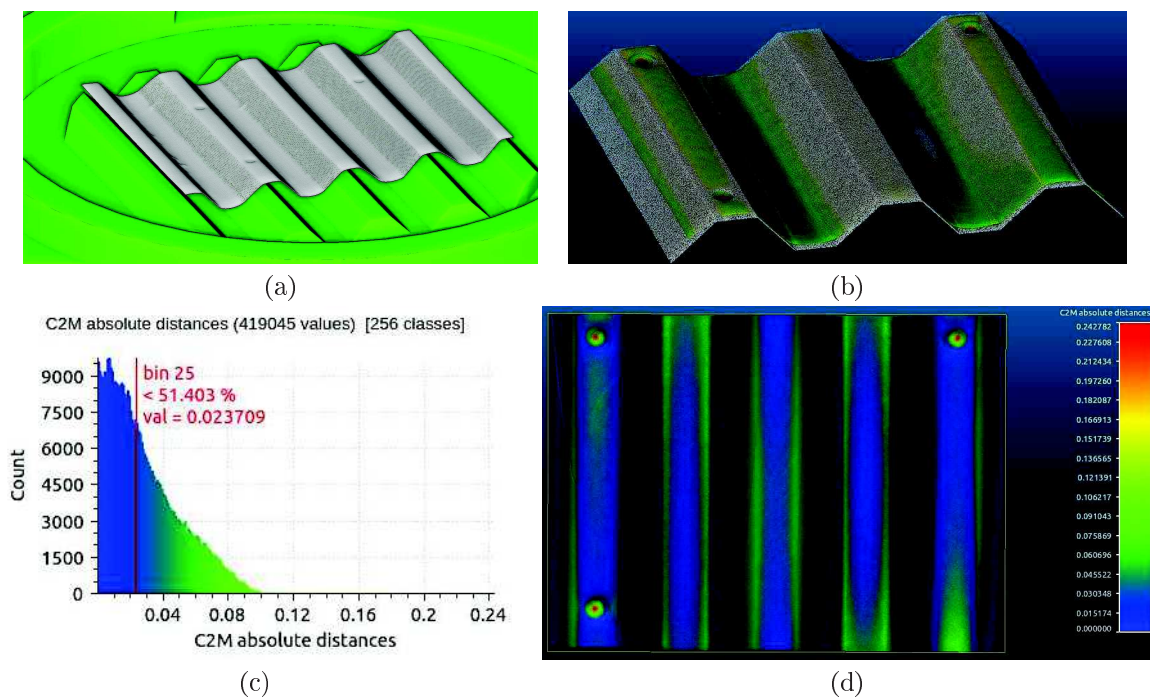 (a)
(b)
C2M absolute distances (419045 values) [256 classes]
bin 25
< 51.403 %
val = 0.023709
9000
7500
6000
4500
3000
1500
0
Count
0.04
0.08
0.12
0.16
0.2
0.24
C2M absolute distances
(c)
C2M absolute distances
0.242782
0.227608
0.212434
0.197260
0.182087
0.166913
0.151739
0.136565
0.121391
0.106217
0.091043
0.075869
0.060696
0.045522
0.030348
0.015174
0.000000
(d)